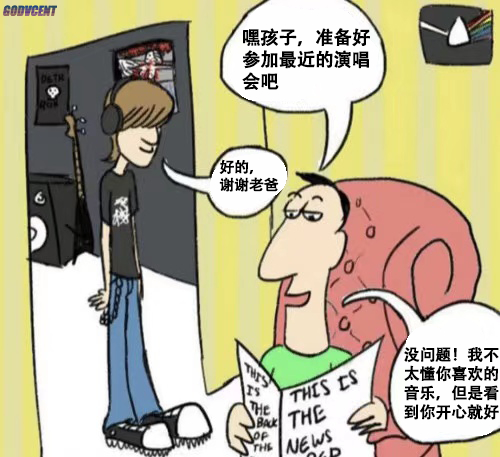 GODVCENT
嘿孩子，准备好
参加最近的演唱
会吧
DETH
ROK
好的，
谢谢老爸
没问题！我不
太懂你喜欢的
音乐，但是看
到你开心就好
THIS
IS
THE
BACK
OF THE
THIS IS
THE
NEWS